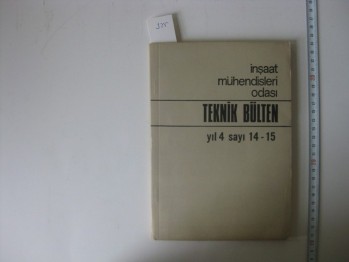 inşaat
mühendisleri
odası
TEKNİK BÜLTEN
yıl 4 sayı 14-15